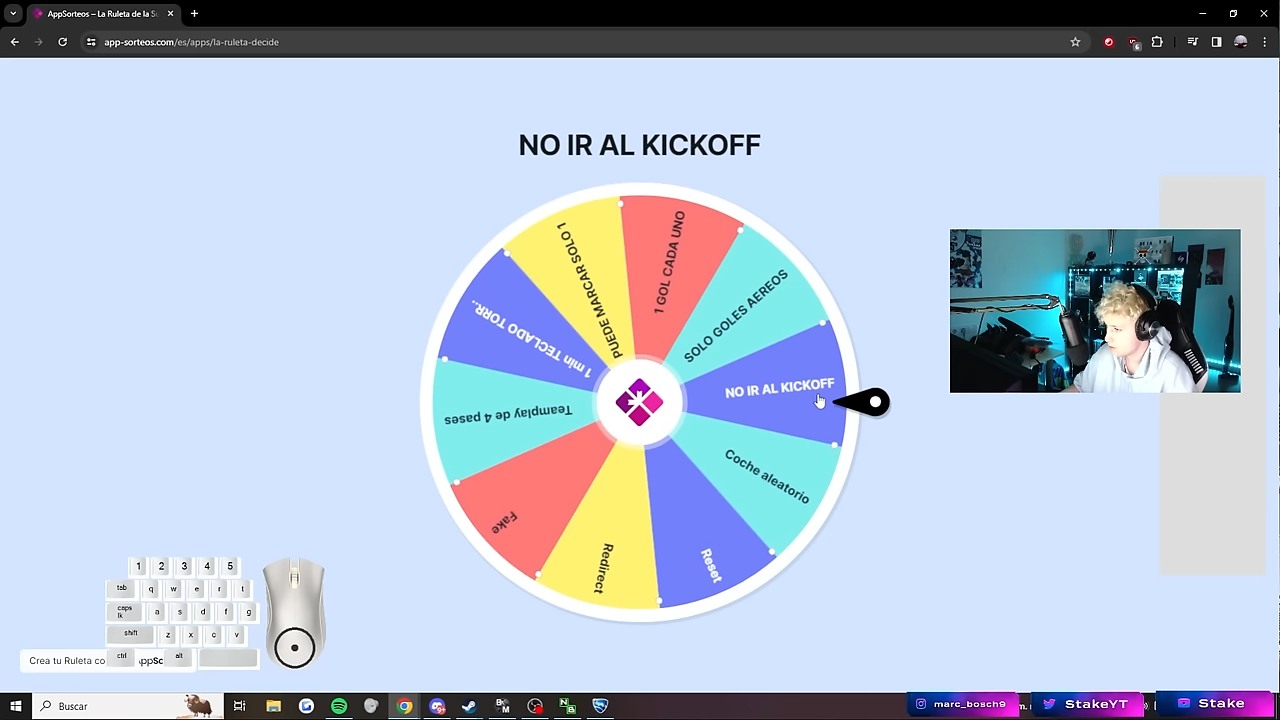 AppSorteos – La Ruleta de la S
app-sorteos.com/es/apps/la-ruleta-decide
6
NO IR AL KICKOFF
1 GOL CADA UNO
SOLO GOLES AEREOS
NO IR AL KICKOFF
Coche aleatorio
Reset
Redirect
Fake
Teamplay de 4 pases
1 min TECLADO TORR...
PUEDE MARCAR SOLO 1
1 2 3 4 5
tab q w e r t
caps lk a s d f g
shift z x c v
ctrl alt
Crea tu Ruleta co
Buscar
marc_bosch9
StakeYT
Stake